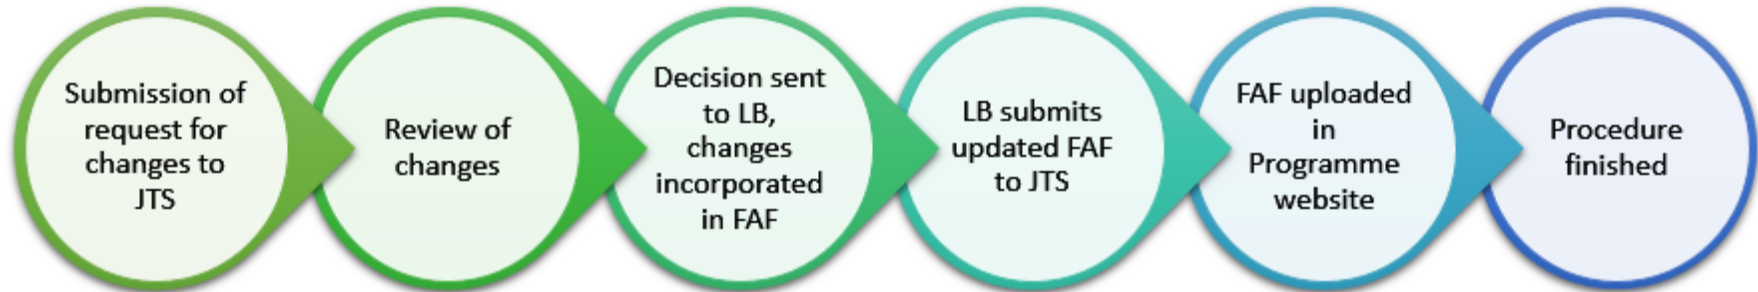 Submission of
request for
changes to
JTS
Review of
changes
Decision sent
to LB,
changes
incorporated
in FAF
LB submits
updated FAF
to JTS
FAF uploaded
in
Programme
website
Procedure
finished